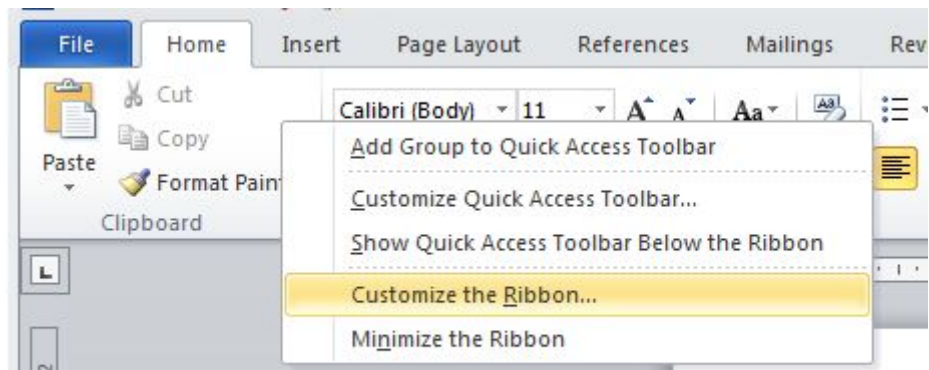 File Home Insert Page Layout References Mailings Rev
Cut
Calibri (Body) 11 A A Aa
Copy
Paste
Format Pain
Clipboard
Add Group to Quick Access Toolbar
Customize Quick Access Toolbar...
Show Quick Access Toolbar Below the Ribbon
Customize the Ribbon...
Minimize the Ribbon
L